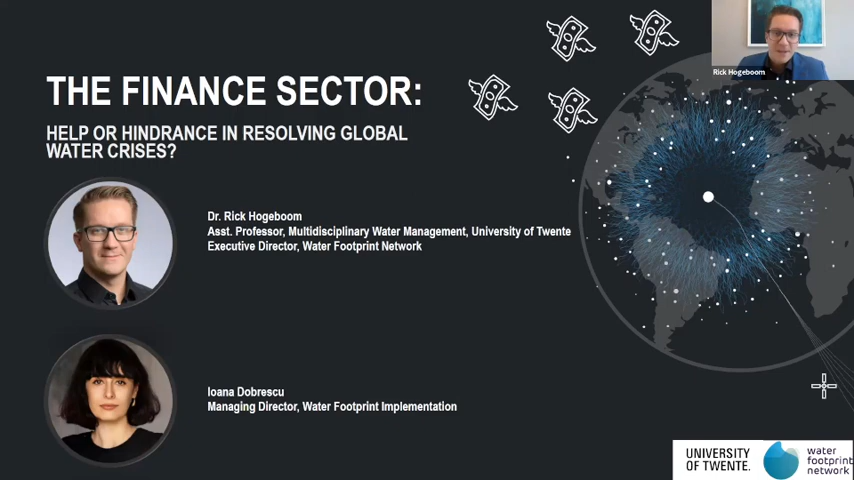 Rick Hogeboom
THE FINANCE SECTOR:
HELP OR HINDRANCE IN RESOLVING GLOBAL
WATER CRISES?
Dr. Rick Hogeboom
Asst. Professor, Multidisciplinary Water Management, University of Twente
Executive Director, Water Footprint Network
Ioana Dobrescu
Managing Director, Water Footprint Implementation
UNIVERSITY
OF TWENTE.
water
footprint
network